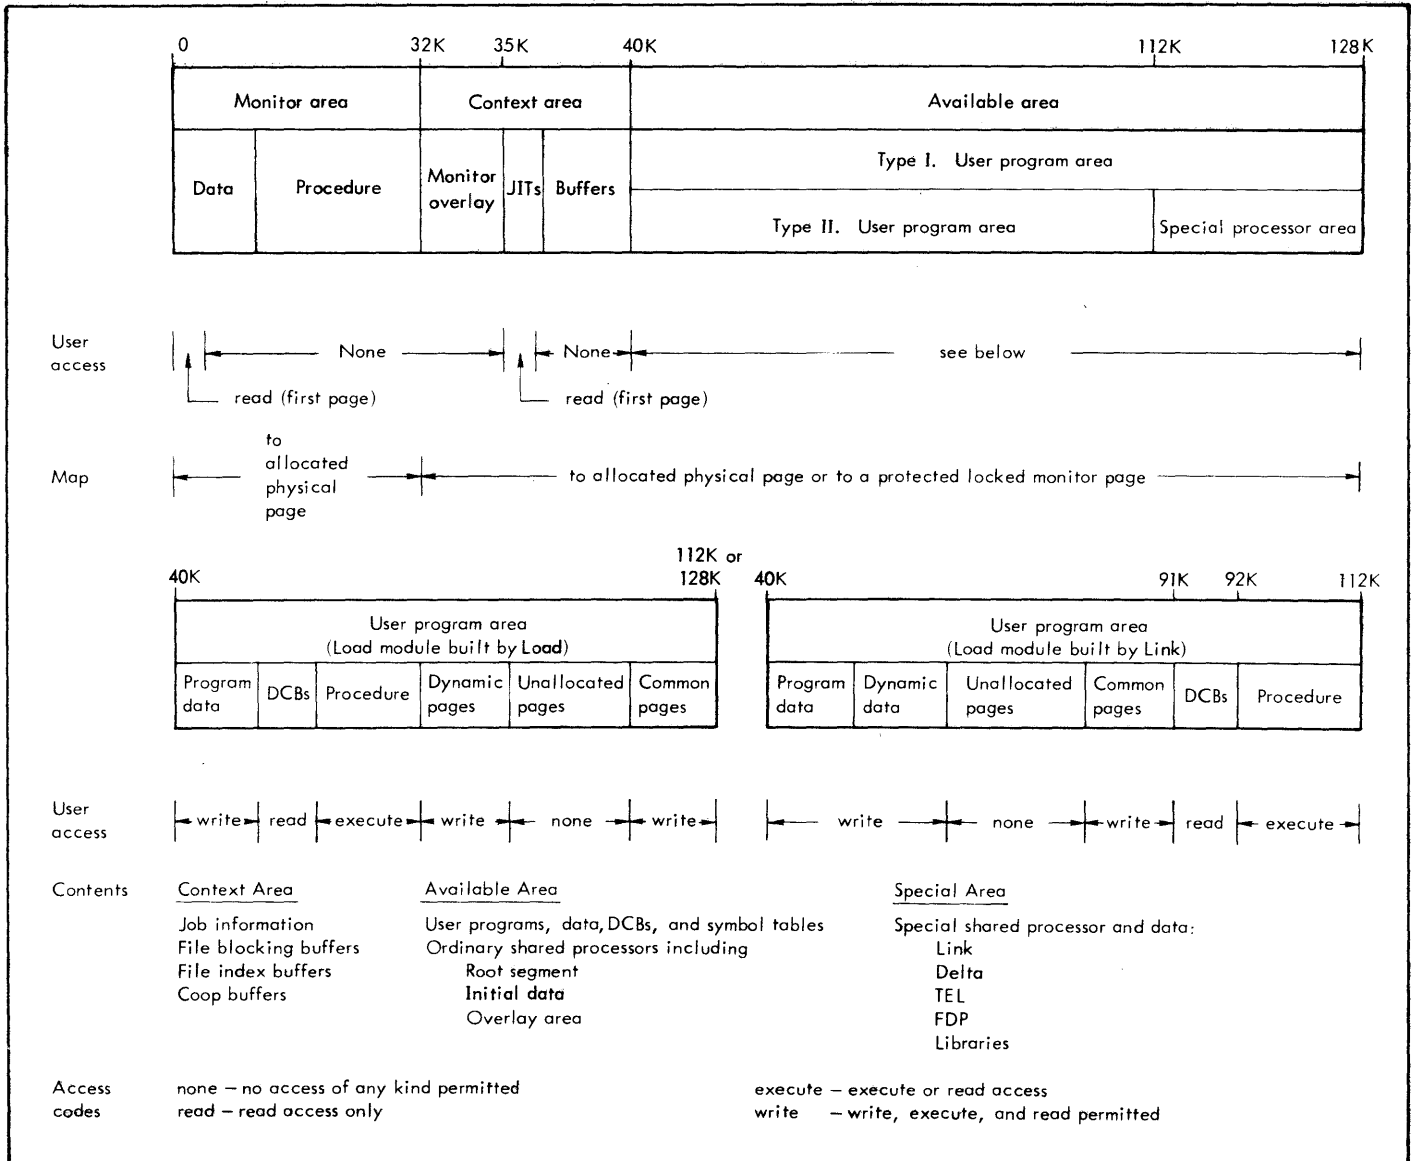 0 32K 35K 40K 112K 128K
Monitor area Context area Available area
Data Procedure Monitor overlay JITs Buffers
Type I. User program area
Type II. User program area Special processor area
User access
None None see below
read (first page) read (first page)
Map
to allocated physical page
to allocated physical page or to a protected locked monitor page
40K 112K or 128K
User program area
(Load module built by Load)
Program data DCBs Procedure Dynamic pages Unallocated pages Common pages
40K 91K 92K 112K
User program area
(Load module built by Link)
Program data Dynamic data Unallocated pages Common pages DCBs Procedure
User access
write read execute write none write
write none write read execute
Contents
Context Area
Job information
File blocking buffers
File index buffers
Coop buffers
Available Area
User programs, data, DCBs, and symbol tables
Ordinary shared processors including
Root segment
Initial data
Overlay area
Special Area
Special shared processor and data:
Link
Delta
TEL
FDP
Libraries
Access codes
none – no access of any kind permitted
read – read access only
execute – execute or read access
write – write, execute, and read permitted